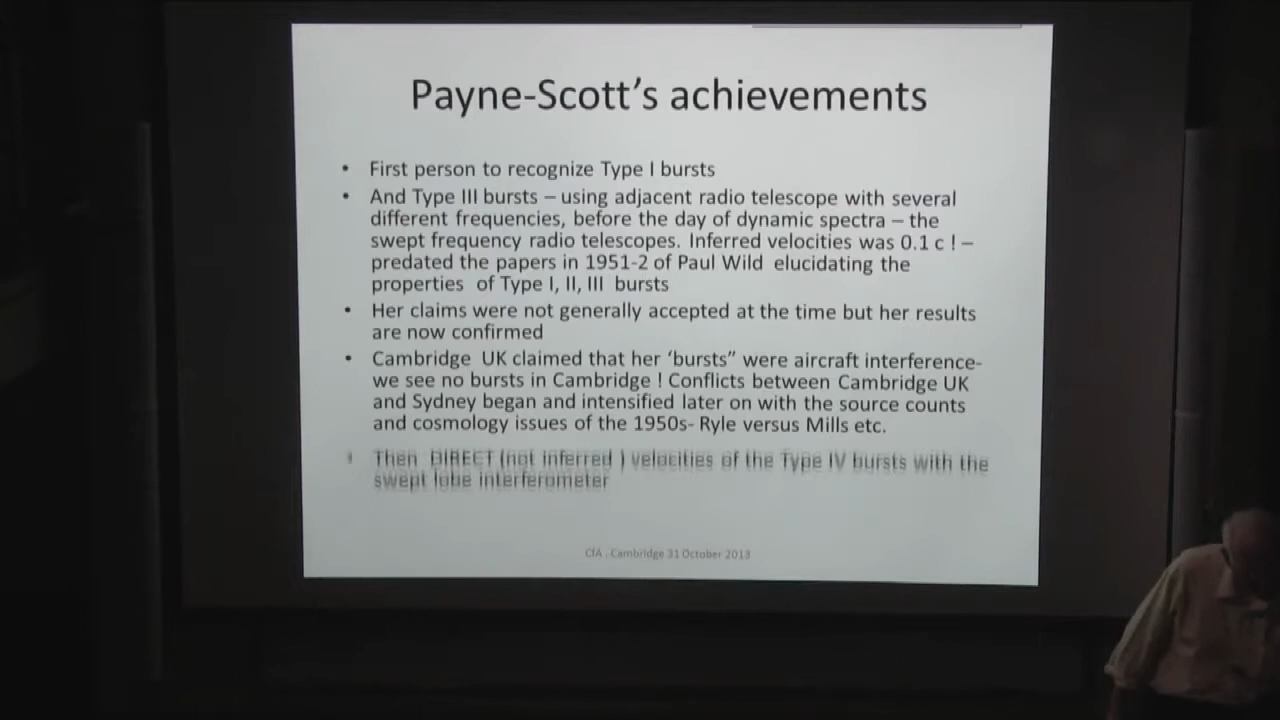 Payne-Scott's achievements
• First person to recognize Type I bursts
• And Type III bursts – using adjacent radio telescope with several
different frequencies, before the day of dynamic spectra – the
swept frequency radio telescopes. Inferred velocities was 0.1 c ! –
predated the papers in 1951-2 of Paul Wild elucidating the
properties of Type I, II, III bursts
• Her claims were not generally accepted at the time but her results
are now confirmed
• Cambridge UK claimed that her ‘bursts” were aircraft interference-
we see no bursts in Cambridge ! Conflicts between Cambridge UK
and Sydney began and intensified later on with the source counts
and cosmology issues of the 1950s- Ryle versus Mills etc.
• Then DIRECT (not inferred ) velocities of the Type IV bursts with the
swept lobe interferometer
CfA . Cambridge 31 October 2013